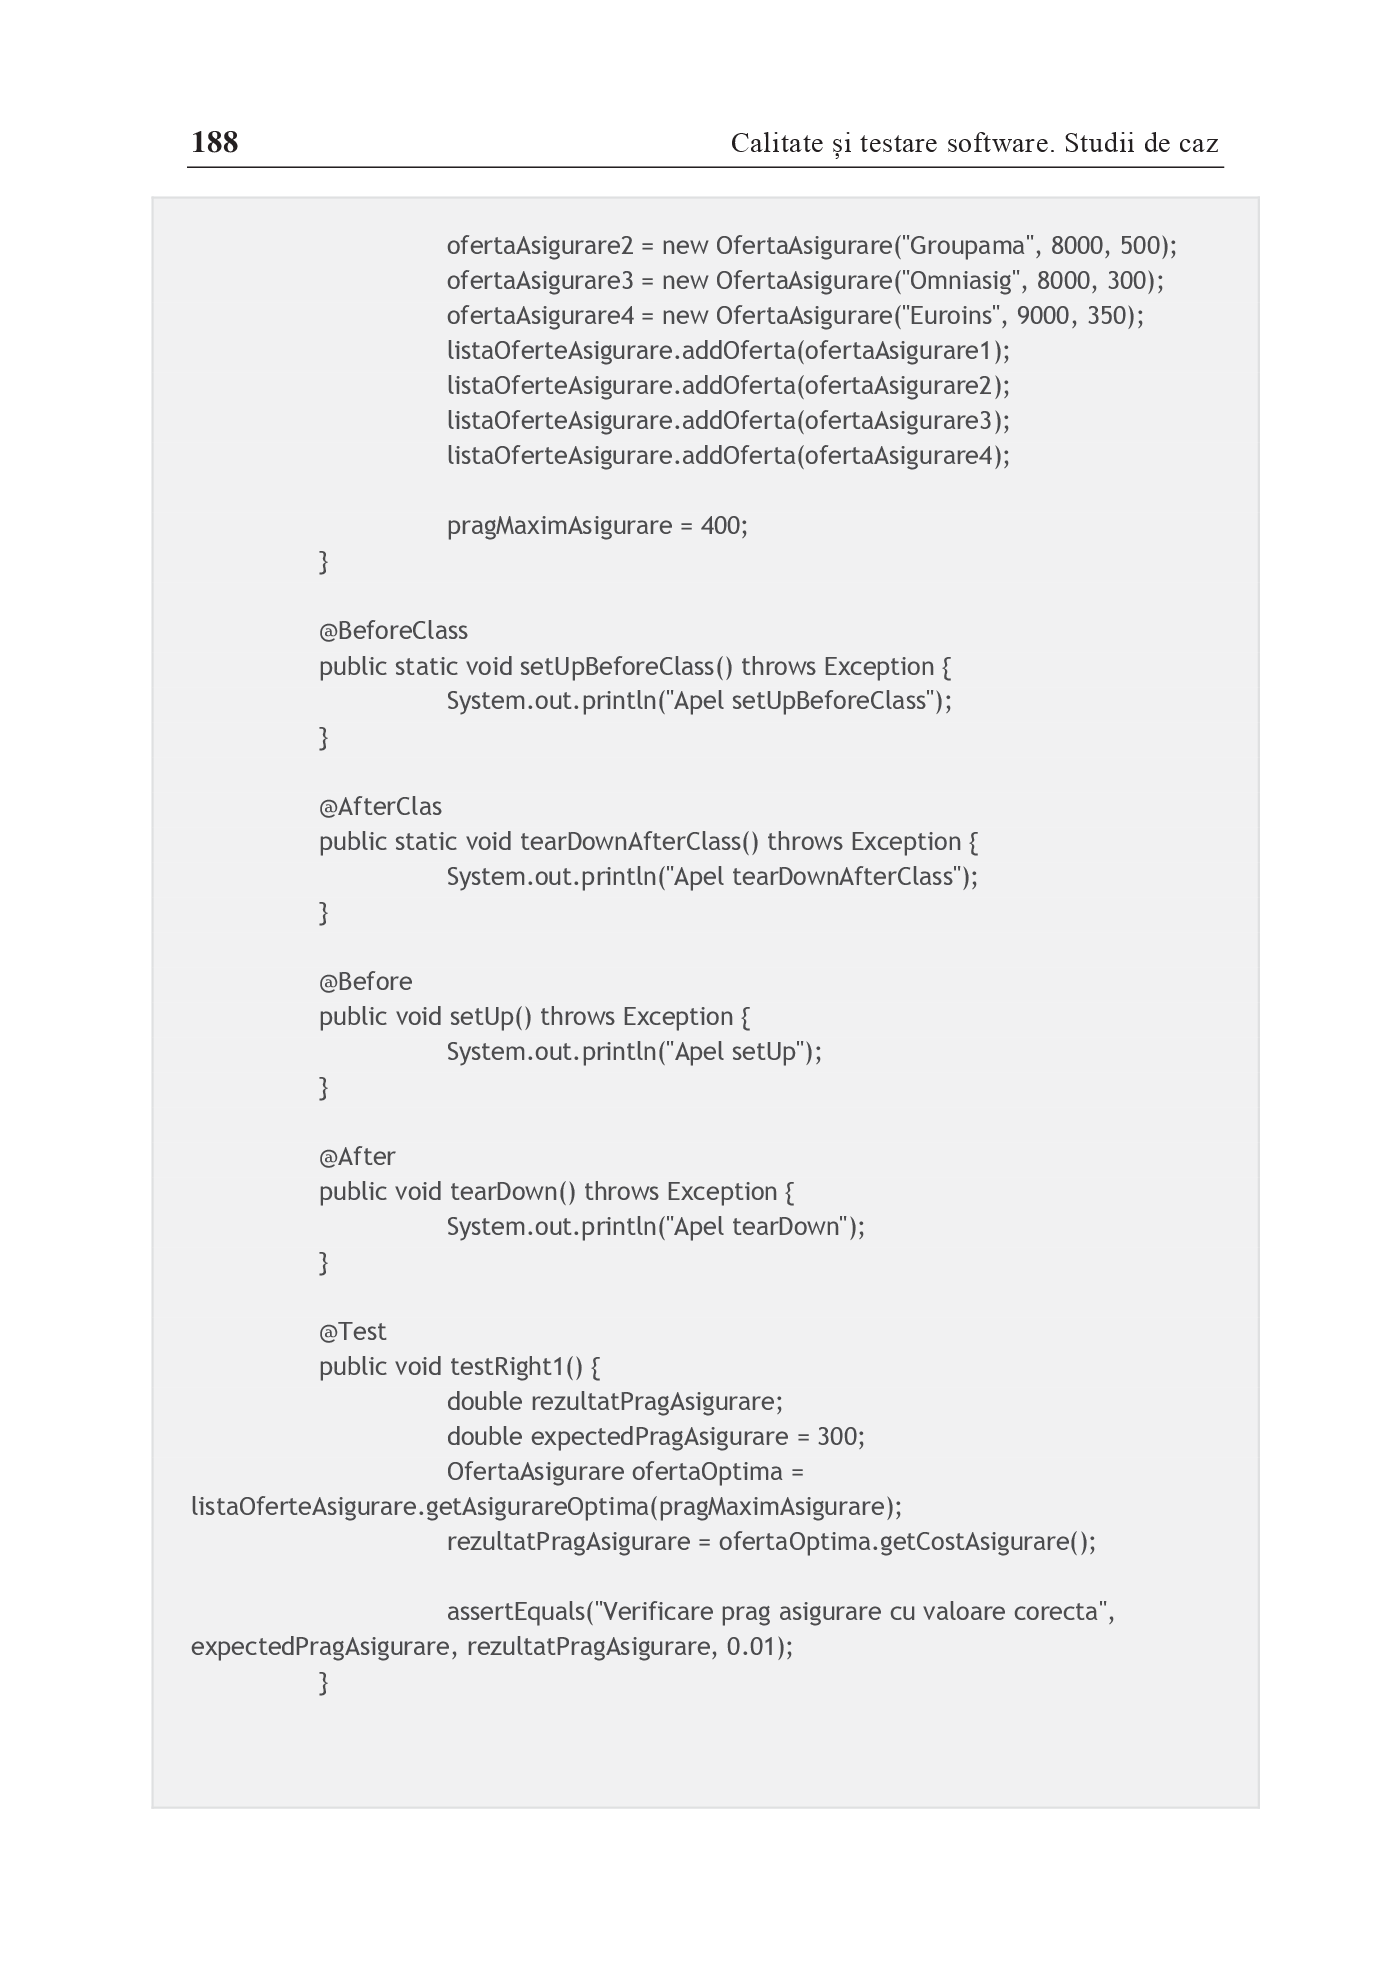 188 Calitate și testare software. Studii de caz
ofertaAsigurare2 = new OfertaAsigurare("Groupama", 8000, 500);
ofertaAsigurare3 = new OfertaAsigurare("Omniasig", 8000, 300);
ofertaAsigurare4 = new OfertaAsigurare("Euroins", 9000, 350);
listaOferteAsigurare.addOferta(ofertaAsigurare1);
listaOferteAsigurare.addOferta(ofertaAsigurare2);
listaOferteAsigurare.addOferta(ofertaAsigurare3);
listaOferteAsigurare.addOferta(ofertaAsigurare4);
pragMaximAsigurare = 400;
}
@BeforeClass
public static void setUpBeforeClass() throws Exception {
System.out.println("Apel setUpBeforeClass");
}
@AfterClas
public static void tearDownAfterClass() throws Exception {
System.out.println("Apel tearDownAfterClass");
}
@Before
public void setUp() throws Exception {
System.out.println("Apel setUp");
}
@After
public void tearDown() throws Exception {
System.out.println("Apel tearDown");
}
@Test
public void testRight1() {
double rezultatPragAsigurare;
double expectedPragAsigurare = 300;
OfertaAsigurare ofertaOptima =
listaOferteAsigurare.getAsigurareOptima(pragMaximAsigurare);
rezultatPragAsigurare = ofertaOptima.getCostAsigurare();
assertEquals("Verificare prag asigurare cu valoare corecta",
expectedPragAsigurare, rezultatPragAsigurare, 0.01);
}